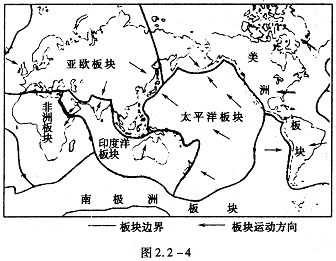 亚欧板块
美洲板块
非洲板块
印度洋板块
太平洋板块
南极洲板块
板块边界
板块运动方向
图2.2-4